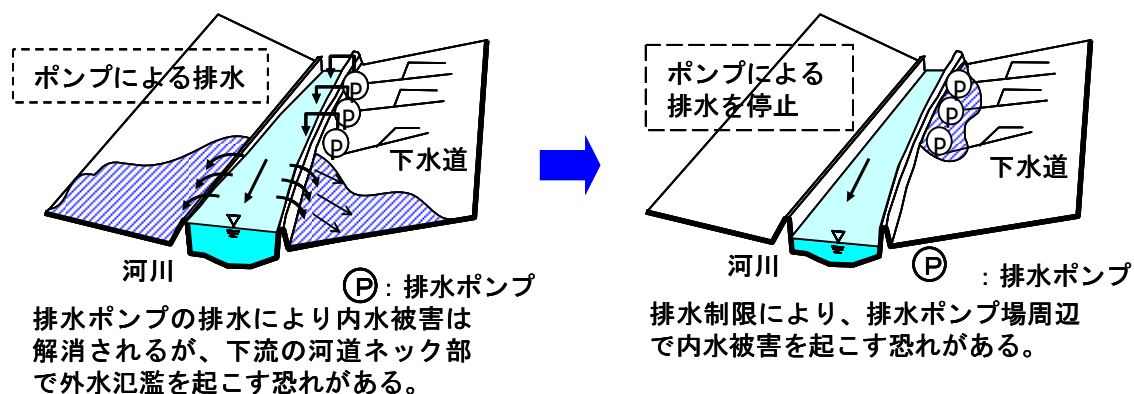 ポンプによる排水
P
P
P
下水道
河川
P : 排水ポンプ
排水ポンプの排水により内水被害は
解消されるが、下流の河道ネック部
で外水氾濫を起こす恐れがある。
ポンプによる
排水を停止
P
P
P
下水道
河川
P : 排水ポンプ
排水制限により、排水ポンプ場周辺
で内水被害を起こす恐れがある。